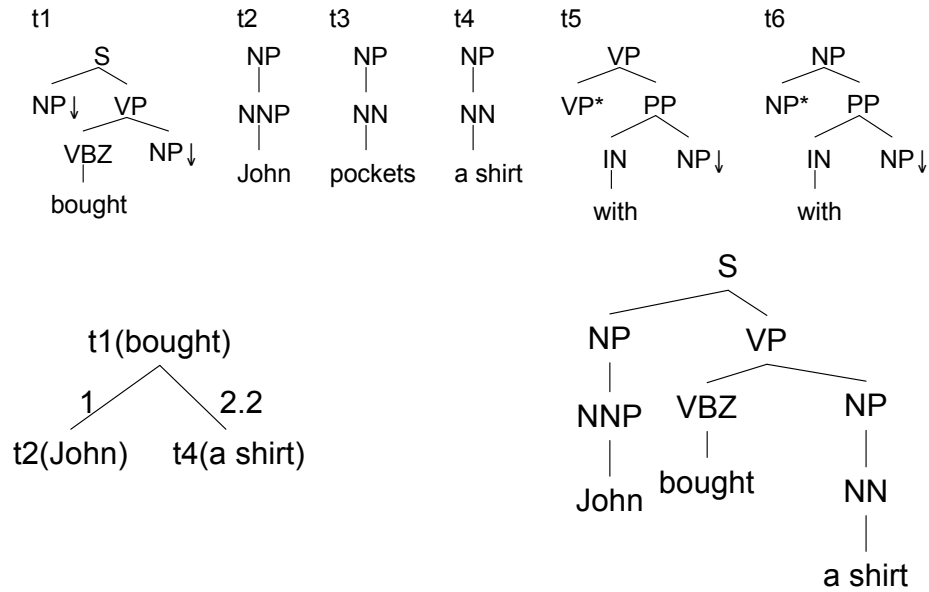 t1 t2 t3 t4 t5 t6
S NP NP NP VP NP
NP↓ VP NNP NN NN VP* PP NP* PP
VBZ NP↓ John pockets a shirt IN NP↓ IN NP↓
bought with with
S
t1(bought) NP VP
1 2.2 NNP VBZ NP
t2(John) t4(a shirt)
John bought NN
a shirt